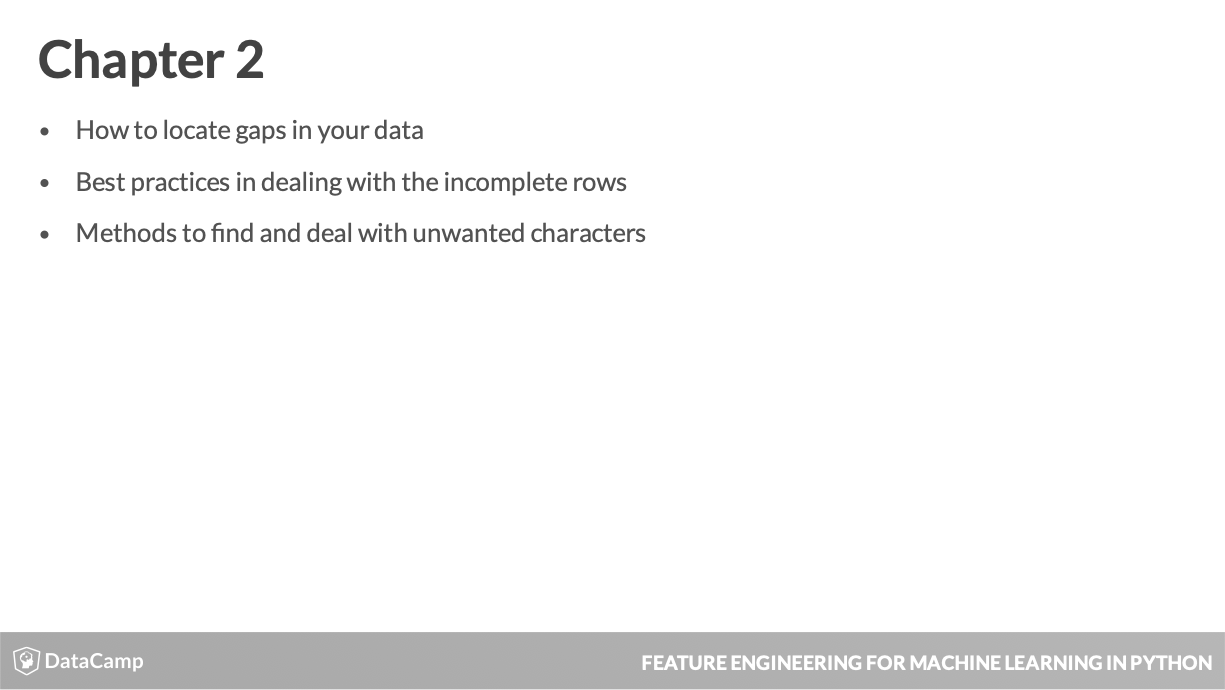 Chapter 2
• How to locate gaps in your data
• Best practices in dealing with the incomplete rows
• Methods to find and deal with unwanted characters
DataCamp
FEATURE ENGINEERING FOR MACHINE LEARNING IN PYTHON